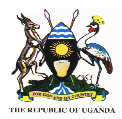 FOR GOD AND MY COUNTRY
THE REPUBLIC OF UGANDA